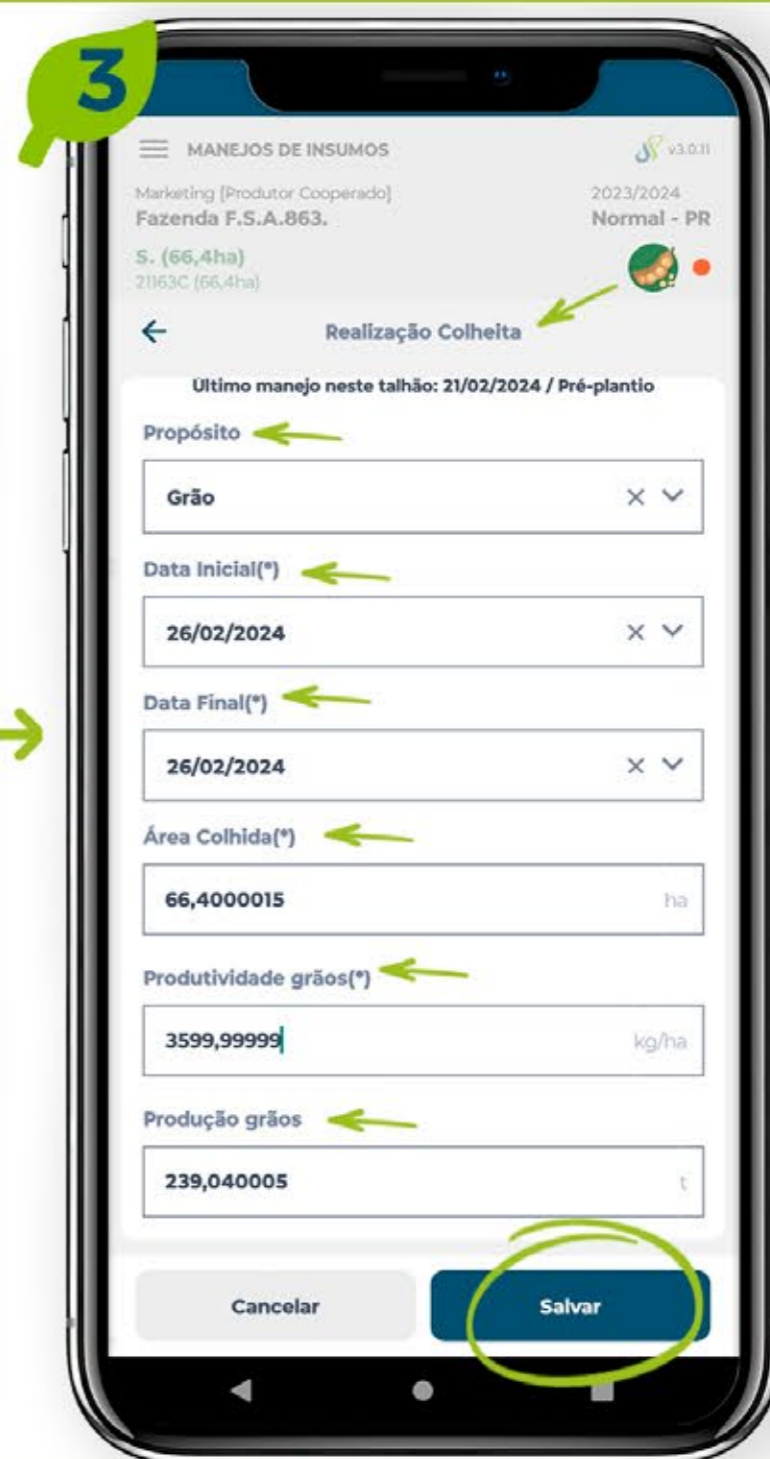 3
MANEJOS DE INSUMOS
v3.0.11
Marketing [Produtor Cooperado]
2023/2024
Fazenda F.S.A.863.
Normal - PR
S. (66,4ha)
21163C (66,4ha)
Realização Colheita
Último manejo neste talhão: 21/02/2024 / Pré-plantio
Propósito
Grão
Data Inicial(*)
26/02/2024
Data Final(*)
26/02/2024
Área Colhida(*)
66,4000015
ha
Produtividade grãos(*)
3599,99999
kg/ha
Produção grãos
239,040005
t
Cancelar
Salvar